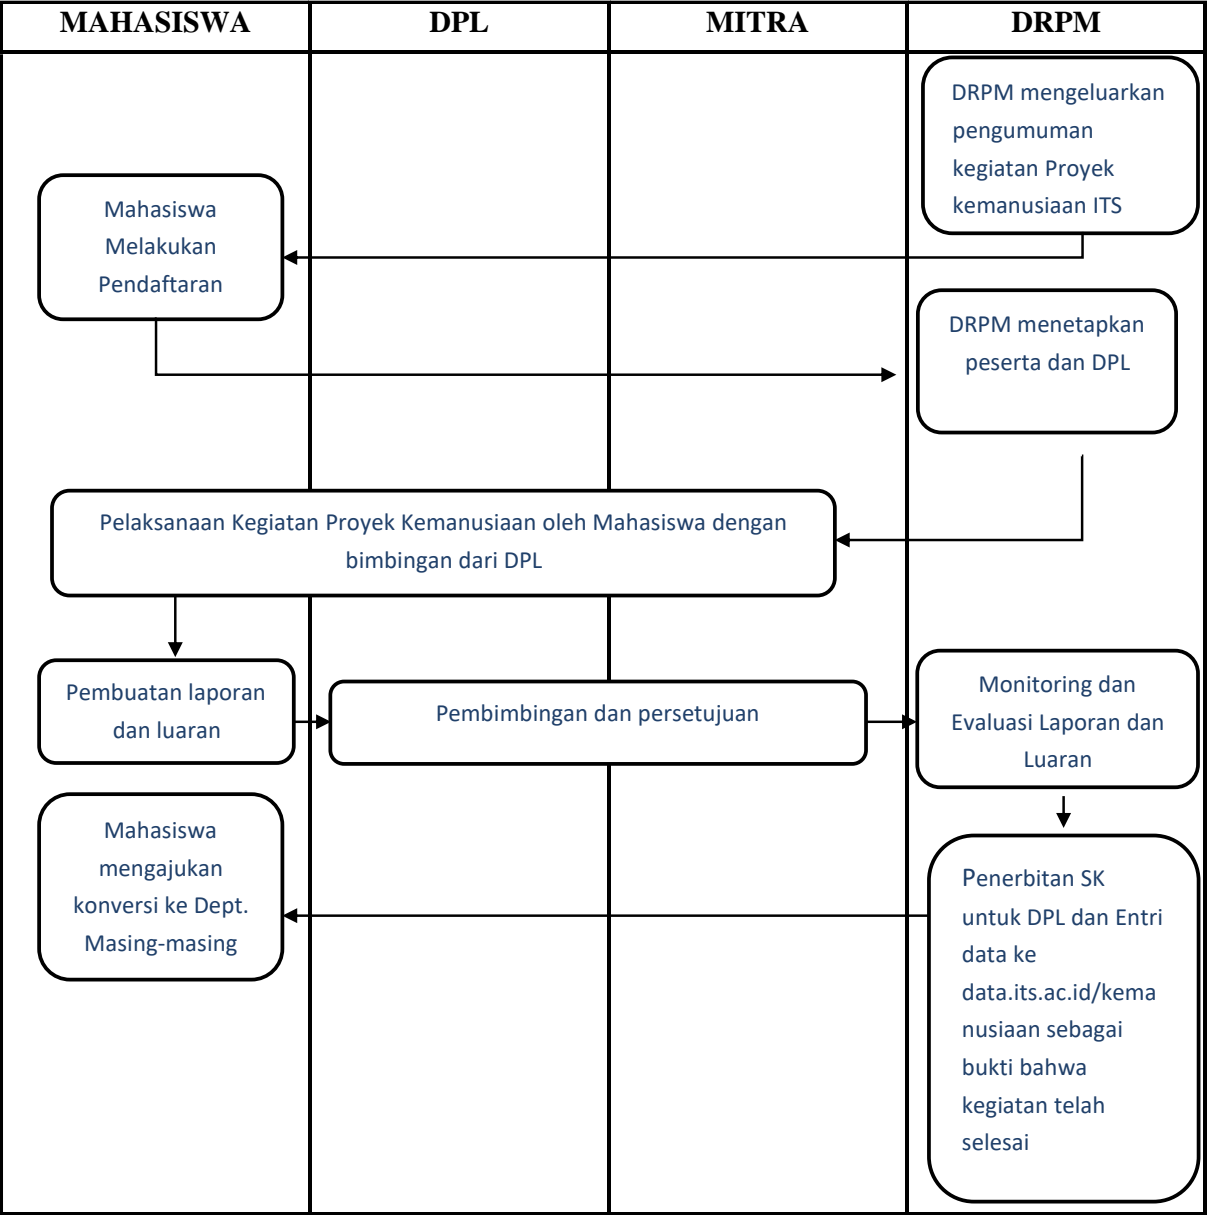 MAHASISWA DPL MITRA DRPM
DRPM mengeluarkan
pengumuman
kegiatan Proyek
kemanusiaan ITS
Mahasiswa
Melakukan
Pendaftaran
DRPM menetapkan
peserta dan DPL
Pelaksanaan Kegiatan Proyek Kemanusiaan oleh Mahasiswa dengan
bimbingan dari DPL
Pembuatan laporan
dan luaran
Pembimbingan dan persetujuan
Monitoring dan
Evaluasi Laporan dan
Luaran
Penerbitan SK
untuk DPL dan Entri
data ke
data.its.ac.id/kema
nusiaan sebagai
bukti bahwa
kegiatan telah
selesai
Mahasiswa
mengajukan
konversi ke Dept.
Masing-masing